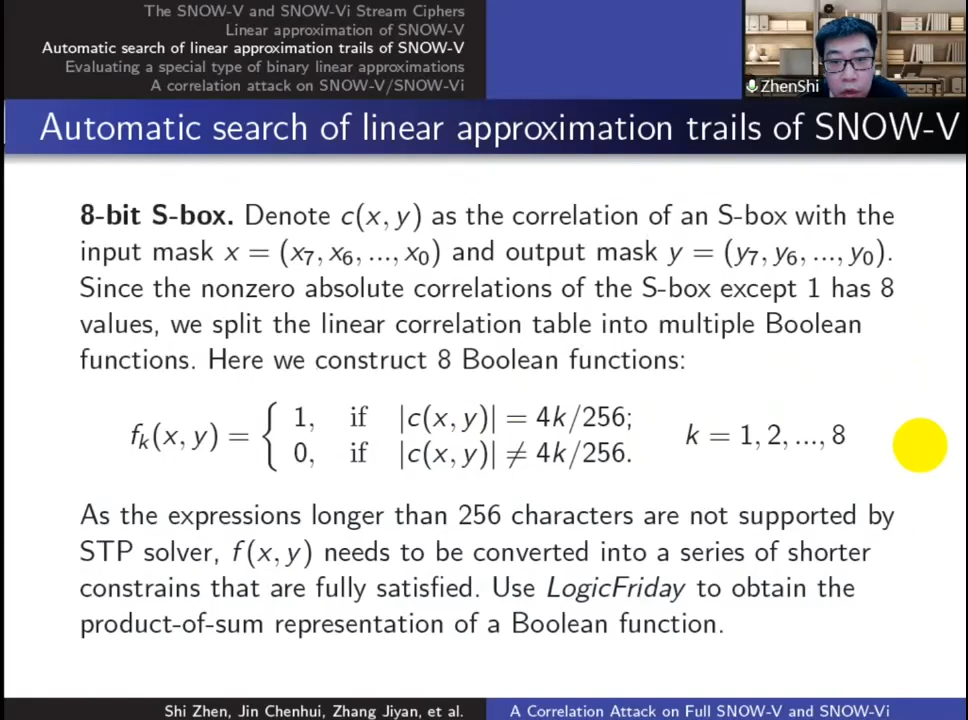 The SNOW-V and SNOW-Vi Stream Ciphers
Linear approximation of SNOW-V
Automatic search of linear approximation trails of SNOW-V
Evaluating a special type of binary linear approximations
A correlation attack on SNOW-V/SNOW-Vi
ZhenShi
Automatic search of linear approximation trails of SNOW-V
8-bit S-box. Denote c(x, y) as the correlation of an S-box with the
input mask x = (x₇, x₆, ..., x₀) and output mask y = (y₇, y₆, ..., y₀).
Since the nonzero absolute correlations of the S-box except 1 has 8
values, we split the linear correlation table into multiple Boolean
functions. Here we construct 8 Boolean functions:
fₖ(x, y) = { 1, if |c(x, y)| = 4k/256;
0, if |c(x, y)| ≠ 4k/256.
k = 1, 2, ..., 8
As the expressions longer than 256 characters are not supported by
STP solver, f(x, y) needs to be converted into a series of shorter
constrains that are fully satisfied. Use LogicFriday to obtain the
product-of-sum representation of a Boolean function.
Shi Zhen, Jin Chenhui, Zhang Jiyan, et al.
A Correlation Attack on Full SNOW-V and SNOW-Vi